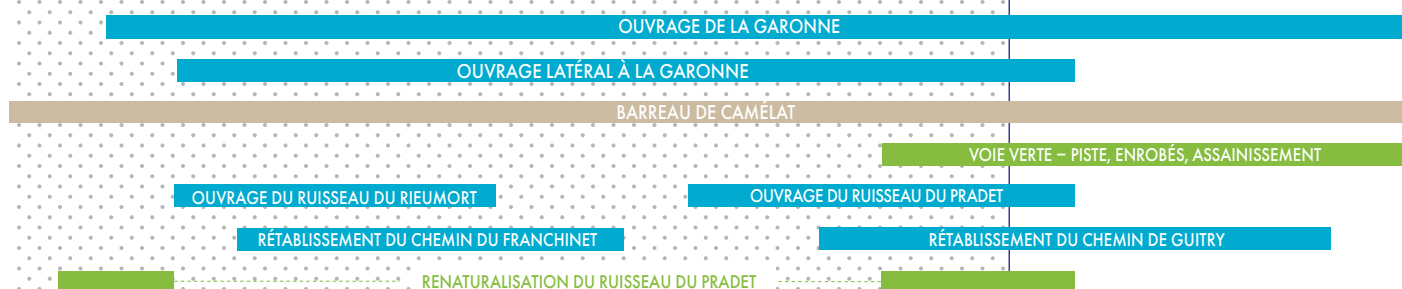 OUVRAGE DE LA GARONNE
OUVRAGE LATÉRAL À LA GARONNE
BARREAU DE CAMÉLAT
VOIE VERTE – PISTE, ENROBÉS, ASSAINISSEMENT
OUVRAGE DU RUISSEAU DU RIEUMORT
OUVRAGE DU RUISSEAU DU PRADET
RÉTABLISSEMENT DU CHEMIN DU FRANCHINET
RÉTABLISSEMENT DU CHEMIN DE GUITRY
RENATURALISATION DU RUISSEAU DU PRADET